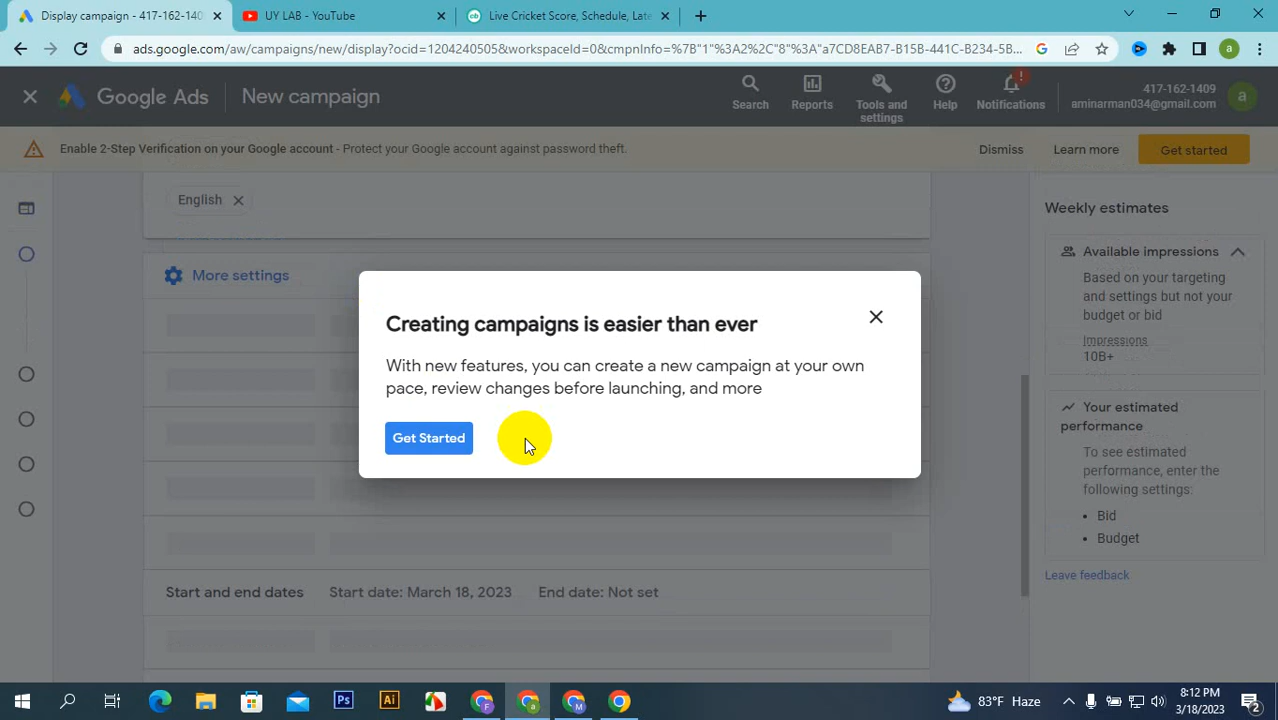 Display campaign - 417-162-140
UY LAB - YouTube
Live Cricket Score, Schedule, Late
ads.google.com/aw/campaigns/new/display?ocid=1204240505&workspaceId=0&cmpnInfo=%7B"1"%3A2%2C"8"%3A"a7CD8EAB7-B15B-441C-B234-5B...
a
Google Ads
New campaign
Search
Reports
Tools and
settings
Help
!
Notifications
417-162-1409
aminarman034@gmail.com
a
Enable 2-Step Verification on your Google account - Protect your Google account against password theft.
Dismiss
Learn more
Get started
English
More settings
Start and end dates
Start date: March 18, 2023
End date: Not set
Creating campaigns is easier than ever
With new features, you can create a new campaign at your own
pace, review changes before launching, and more
Get Started
Weekly estimates
Available impressions
Based on your targeting
and settings but not your
budget or bid
Impressions
10B+
Your estimated
performance
To see estimated
performance, enter the
following settings:
• Bid
• Budget
Leave feedback
Ps
Ai
F
a
M
83°F Haze
8:12 PM
3/18/2023
2